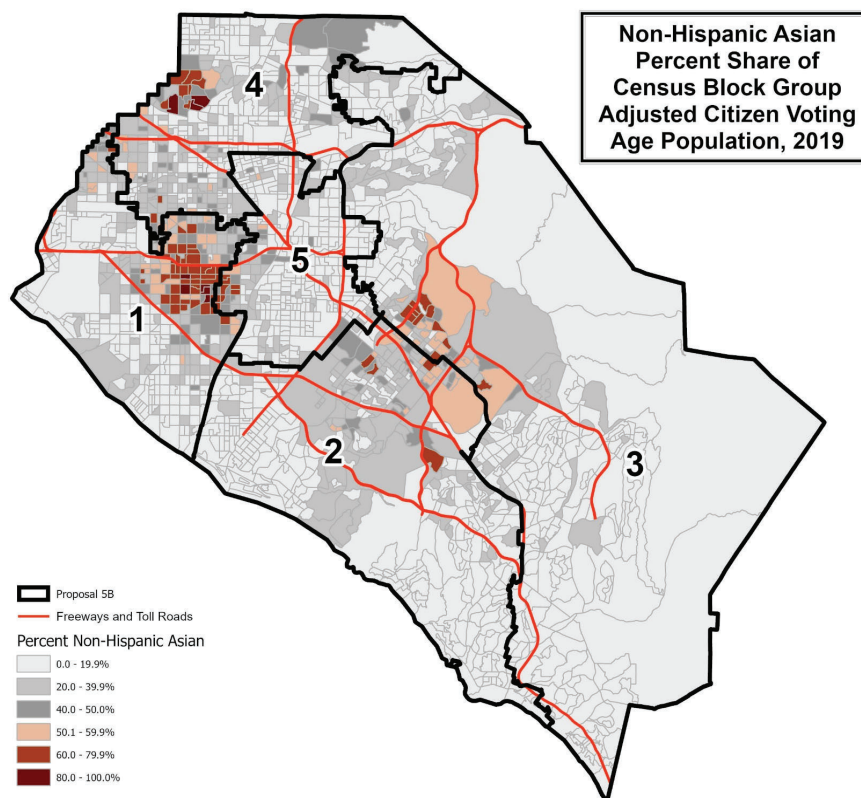 Non-Hispanic Asian
Percent Share of
Census Block Group
Adjusted Citizen Voting
Age Population, 2019
4
5
1
2
3
Proposal 5B
Freeways and Toll Roads
Percent Non-Hispanic Asian
0.0 - 19.9%
20.0 - 39.9%
40.0 - 50.0%
50.1 - 59.9%
60.0 - 79.9%
80.0 - 100.0%